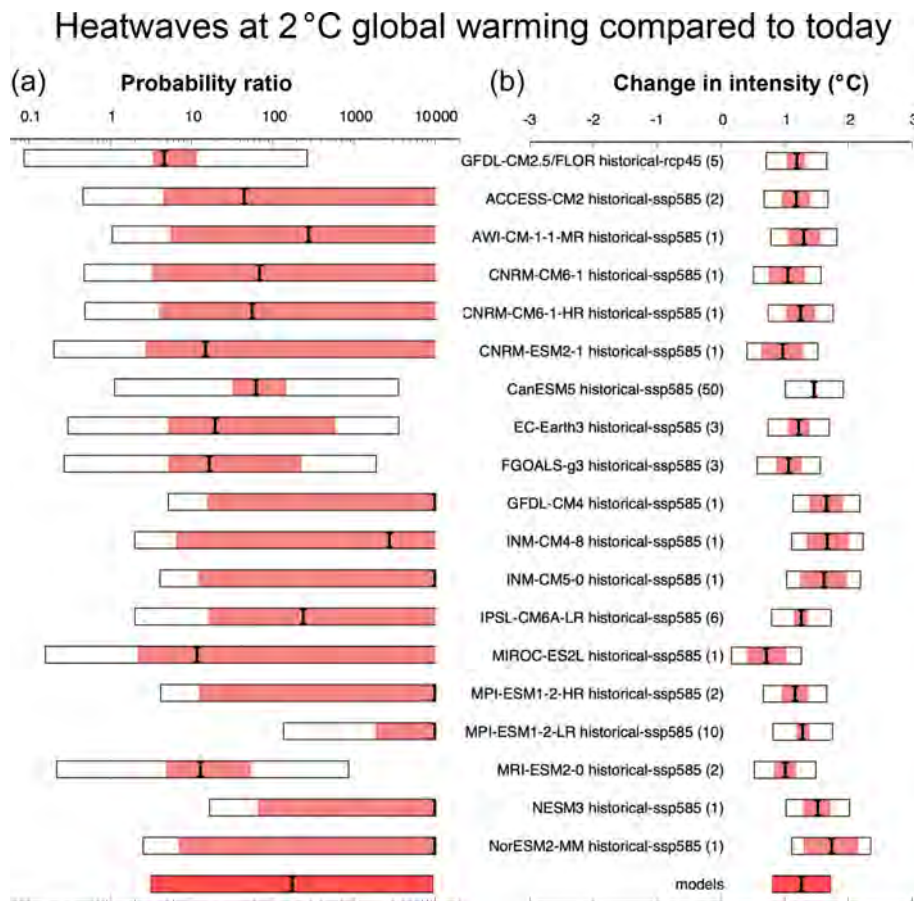 Heatwaves at 2 °C global warming compared to today
(a) Probability ratio
(b) Change in intensity (°C)
0.1 1 10 100 1000 10000
-3 -2 -1 0 1 2 3
GFDL-CM2.5/FLOR historical-rcp45 (5)
ACCESS-CM2 historical-ssp585 (2)
AWI-CM-1-1-MR historical-ssp585 (1)
CNRM-CM6-1 historical-ssp585 (1)
CNRM-CM6-1-HR historical-ssp585 (1)
CNRM-ESM2-1 historical-ssp585 (1)
CanESM5 historical-ssp585 (50)
EC-Earth3 historical-ssp585 (3)
FGOALS-g3 historical-ssp585 (3)
GFDL-CM4 historical-ssp585 (1)
INM-CM4-8 historical-ssp585 (1)
INM-CM5-0 historical-ssp585 (1)
IPSL-CM6A-LR historical-ssp585 (6)
MIROC-ES2L historical-ssp585 (1)
MPI-ESM1-2-HR historical-ssp585 (2)
MPI-ESM1-2-LR historical-ssp585 (10)
MRI-ESM2-0 historical-ssp585 (2)
NESM3 historical-ssp585 (1)
NorESM2-MM historical-ssp585 (1)
models